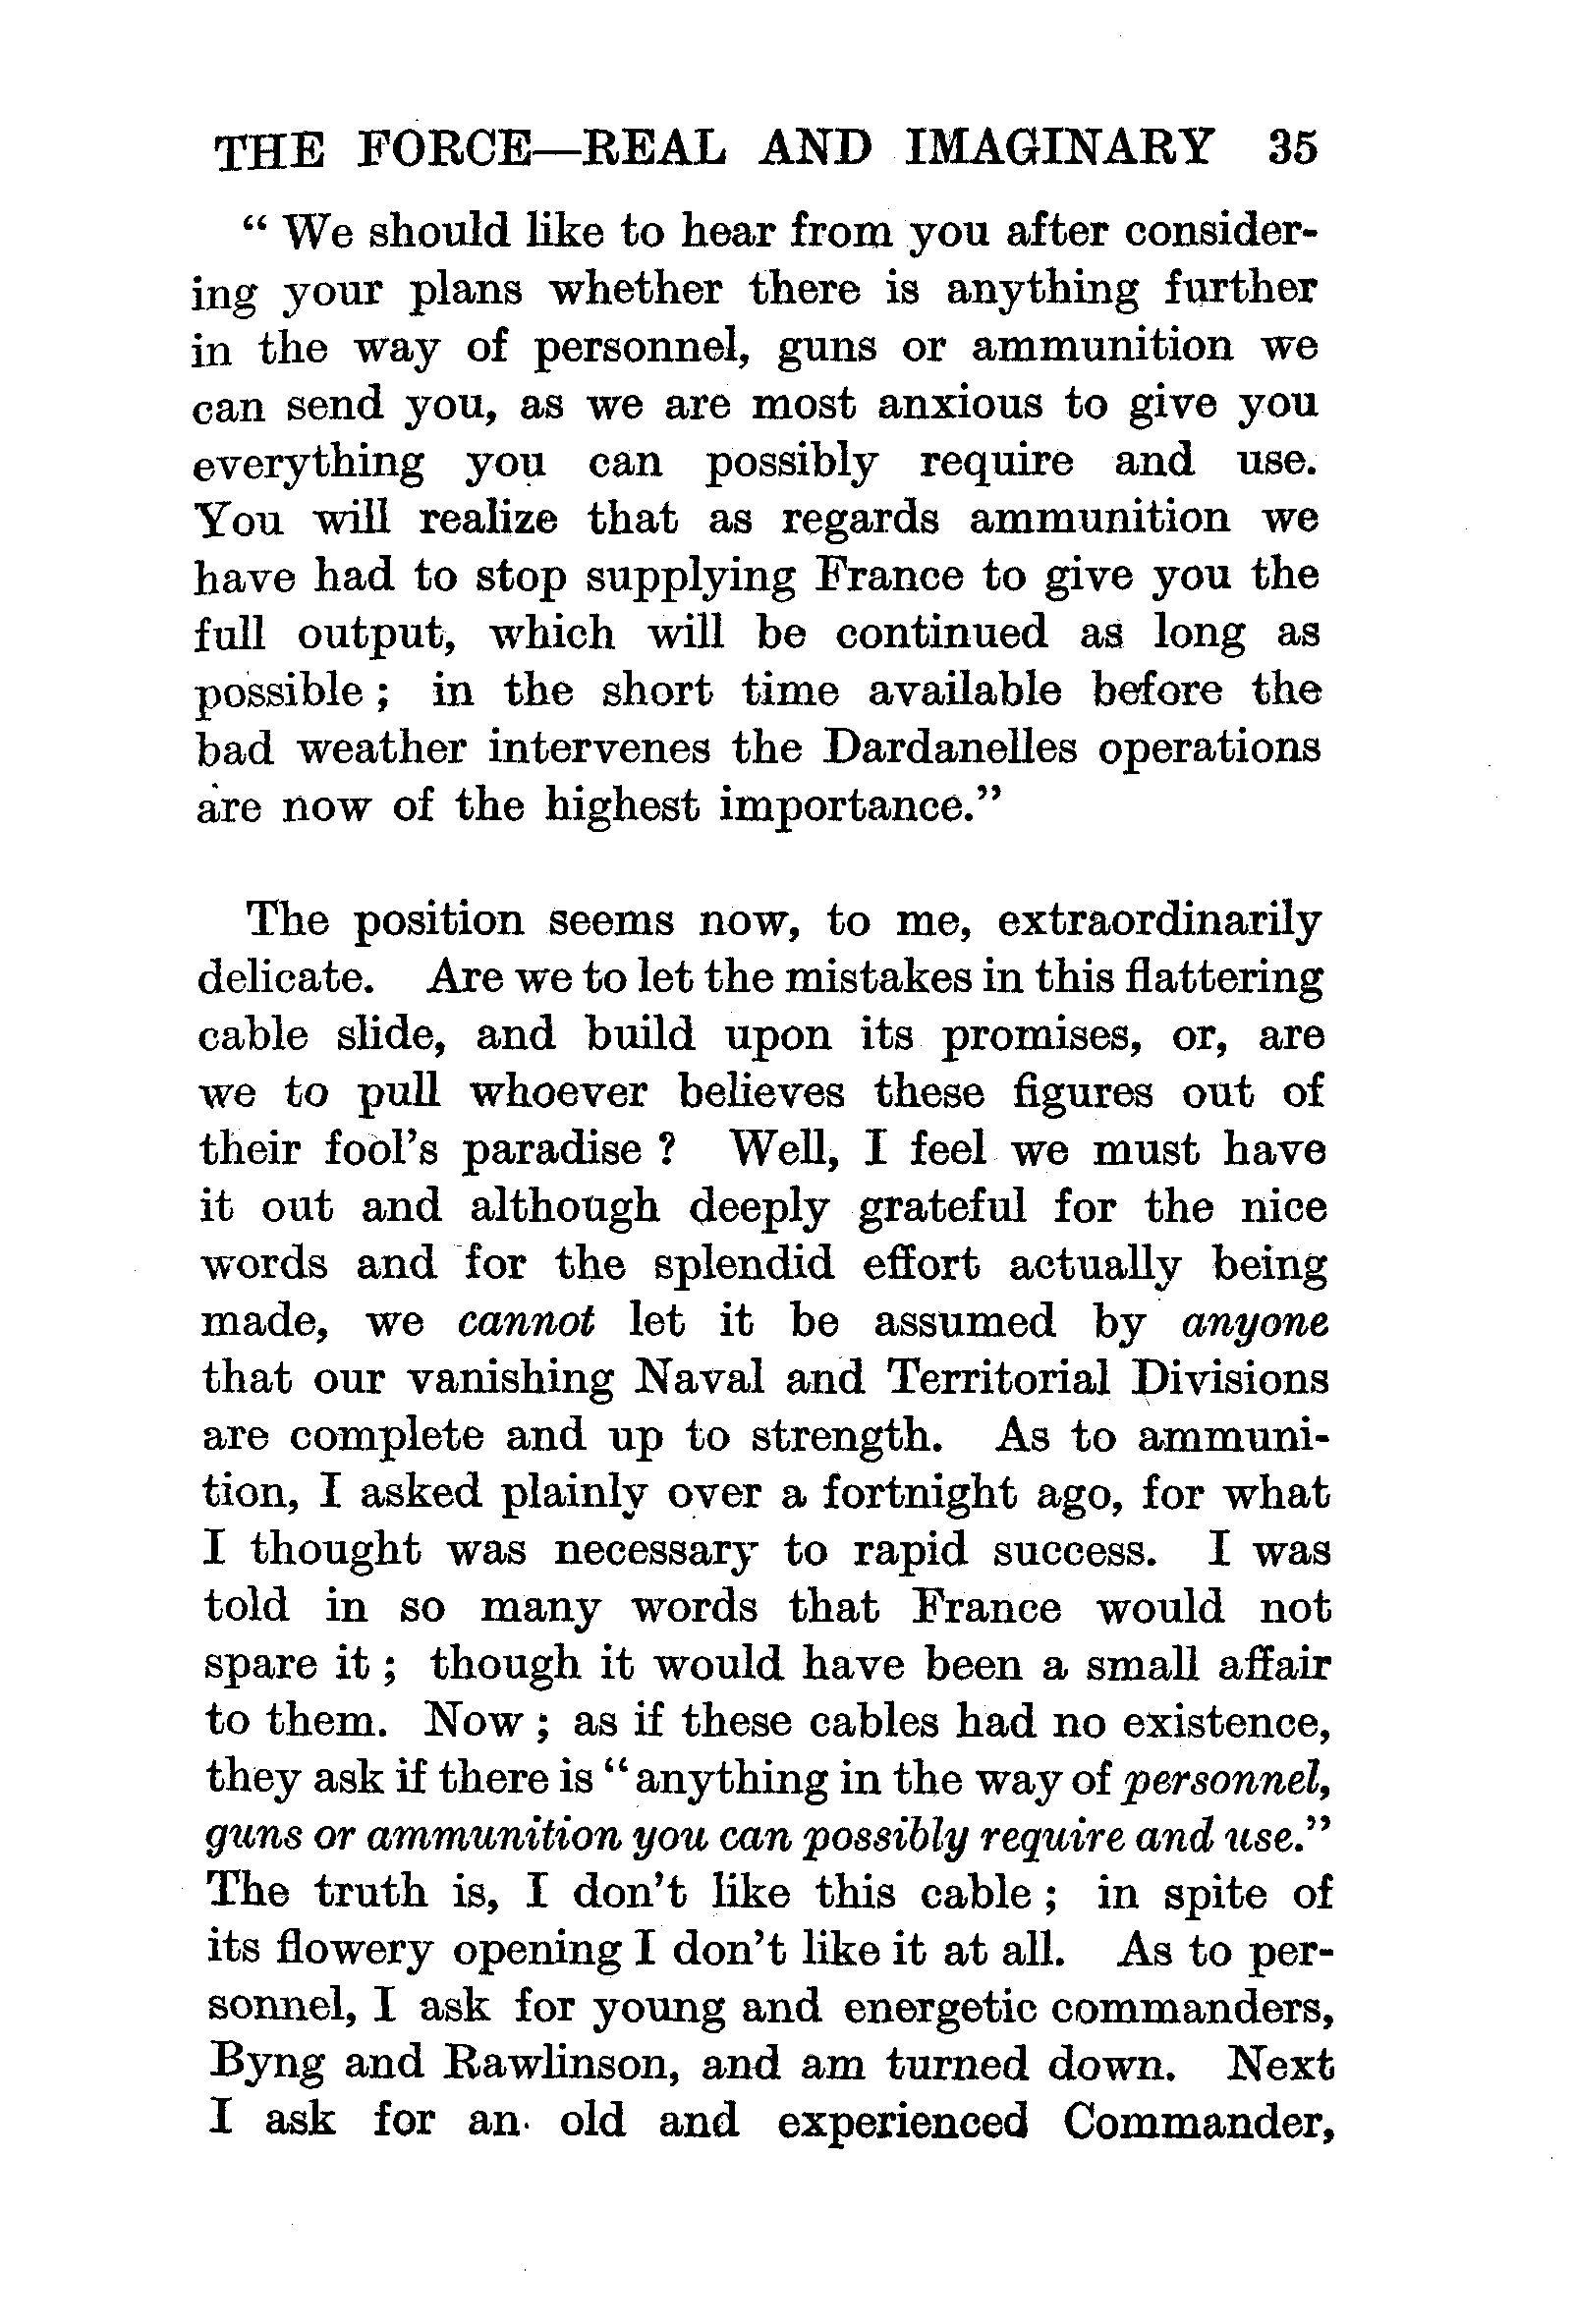 THE FORCE—REAL AND IMAGINARY 35
“ We should like to hear from you after consider-
ing your plans whether there is anything further
in the way of personnel, guns or ammunition we
can send you, as we are most anxious to give you
everything you can possibly require and use.
You will realize that as regards ammunition we
have had to stop supplying France to give you the
full output, which will be continued as long as
possible ; in the short time available before the
bad weather intervenes the Dardanelles operations
are now of the highest importance.”
The position seems now, to me, extraordinarily
delicate. Are we to let the mistakes in this flattering
cable slide, and build upon its promises, or, are
we to pull whoever believes these figures out of
their fool's paradise ? Well, I feel we must have
it out and although deeply grateful for the nice
words and for the splendid effort actually being
made, we cannot let it be assumed by anyone
that our vanishing Naval and Territorial Divisions
are complete and up to strength. As to ammuni-
tion, I asked plainly over a fortnight ago, for what
I thought was necessary to rapid success. I was
told in so many words that France would not
spare it ; though it would have been a small affair
to them. Now ; as if these cables had no existence,
they ask if there is “ anything in the way of personnel,
guns or ammunition you can possibly require and use.”
The truth is, I don't like this cable ; in spite of
its flowery opening I don't like it at all. As to per-
sonnel, I ask for young and energetic commanders,
Byng and Rawlinson, and am turned down. Next
I ask for an old and experienced Commander,